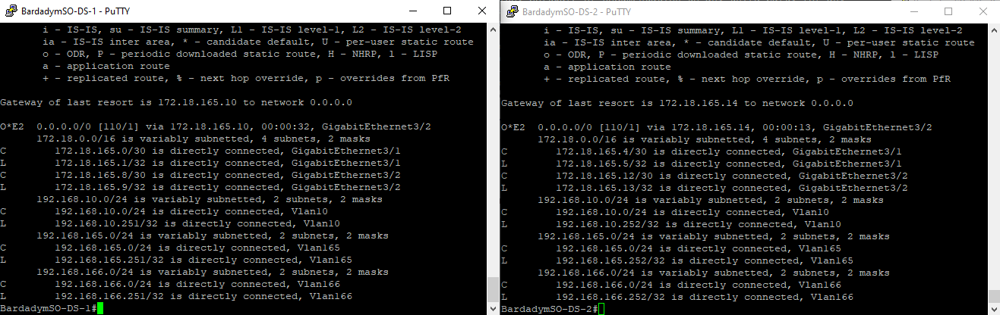 BardadymSO-DS-1 - PuTTY
i - IS-IS, su - IS-IS summary, L1 - IS-IS level-1, L2 - IS-IS level-2
ia - IS-IS inter area, * - candidate default, U - per-user static route
o - ODR, P - periodic downloaded static route, H - NHRP, l - LISP
a - application route
+ - replicated route, % - next hop override, p - overrides from PfR
Gateway of last resort is 172.18.165.10 to network 0.0.0.0
O*E2 0.0.0.0/0 [110/1] via 172.18.165.10, 00:00:32, GigabitEthernet3/2
172.18.0.0/16 is variably subnetted, 4 subnets, 2 masks
C 172.18.165.0/30 is directly connected, GigabitEthernet3/1
L 172.18.165.1/32 is directly connected, GigabitEthernet3/1
C 172.18.165.8/30 is directly connected, GigabitEthernet3/2
L 172.18.165.9/32 is directly connected, GigabitEthernet3/2
192.168.10.0/24 is variably subnetted, 2 subnets, 2 masks
C 192.168.10.0/24 is directly connected, Vlan10
L 192.168.10.251/32 is directly connected, Vlan10
192.168.165.0/24 is variably subnetted, 2 subnets, 2 masks
C 192.168.165.0/24 is directly connected, Vlan165
L 192.168.165.251/32 is directly connected, Vlan165
192.168.166.0/24 is variably subnetted, 2 subnets, 2 masks
C 192.168.166.0/24 is directly connected, Vlan166
L 192.168.166.251/32 is directly connected, Vlan166
BardadymSO-DS-1#
BardadymSO-DS-2 - PuTTY
i - IS-IS, su - IS-IS summary, L1 - IS-IS level-1, L2 - IS-IS level-2
ia - IS-IS inter area, * - candidate default, U - per-user static route
o - ODR, P - periodic downloaded static route, H - NHRP, l - LISP
a - application route
+ - replicated route, % - next hop override, p - overrides from PfR
Gateway of last resort is 172.18.165.14 to network 0.0.0.0
O*E2 0.0.0.0/0 [110/1] via 172.18.165.14, 00:00:13, GigabitEthernet3/2
172.18.0.0/16 is variably subnetted, 4 subnets, 2 masks
C 172.18.165.4/30 is directly connected, GigabitEthernet3/1
L 172.18.165.5/32 is directly connected, GigabitEthernet3/1
C 172.18.165.12/30 is directly connected, GigabitEthernet3/2
L 172.18.165.13/32 is directly connected, GigabitEthernet3/2
192.168.10.0/24 is variably subnetted, 2 subnets, 2 masks
C 192.168.10.0/24 is directly connected, Vlan10
L 192.168.10.252/32 is directly connected, Vlan10
192.168.165.0/24 is variably subnetted, 2 subnets, 2 masks
C 192.168.165.0/24 is directly connected, Vlan165
L 192.168.165.252/32 is directly connected, Vlan165
192.168.166.0/24 is variably subnetted, 2 subnets, 2 masks
C 192.168.166.0/24 is directly connected, Vlan166
L 192.168.166.252/32 is directly connected, Vlan166
BardadymSO-DS-2#